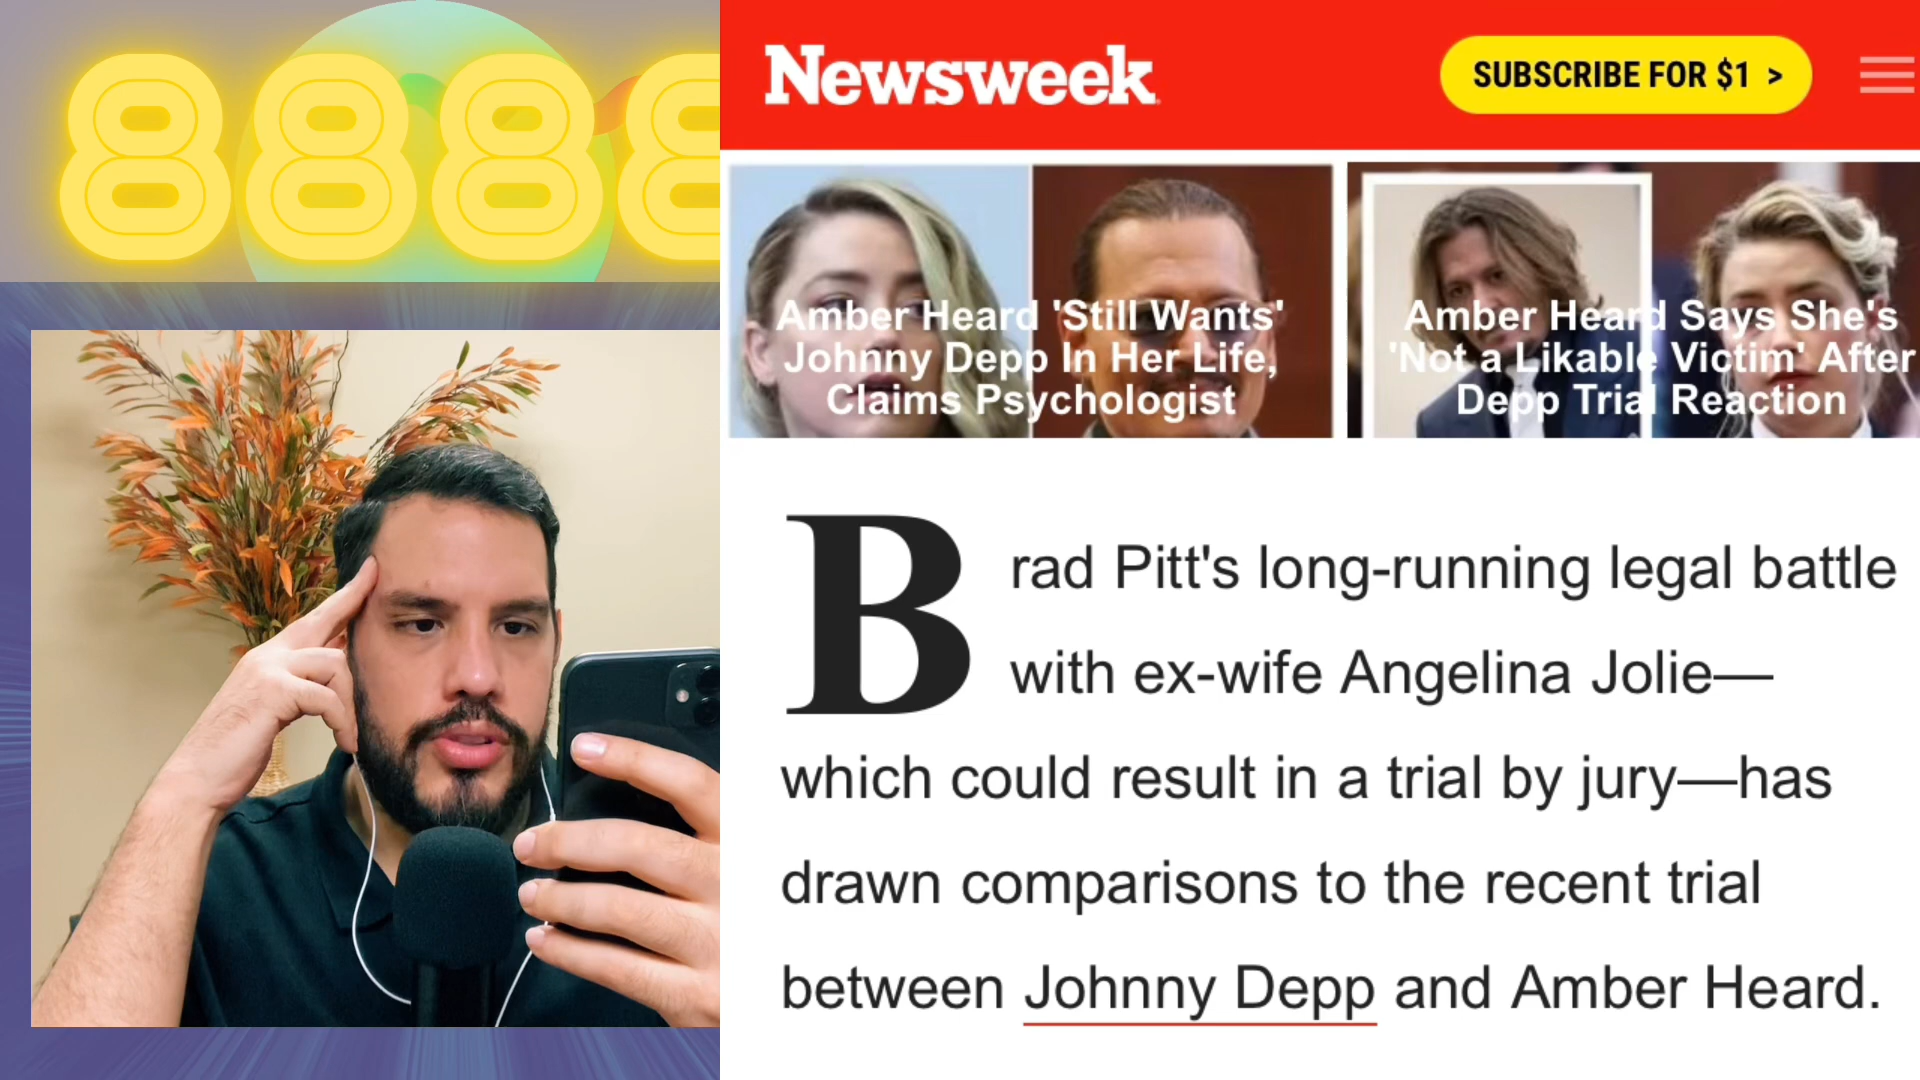 8888
Newsweek
SUBSCRIBE FOR $1 >
Amber Heard 'Still Wants'
Johnny Depp In Her Life,
Claims Psychologist
Amber Heard Says She's
'Not a Likable Victim' After
Depp Trial Reaction
Brad Pitt's long-running legal battle
with ex-wife Angelina Jolie—
which could result in a trial by jury—has
drawn comparisons to the recent trial
between Johnny Depp and Amber Heard.